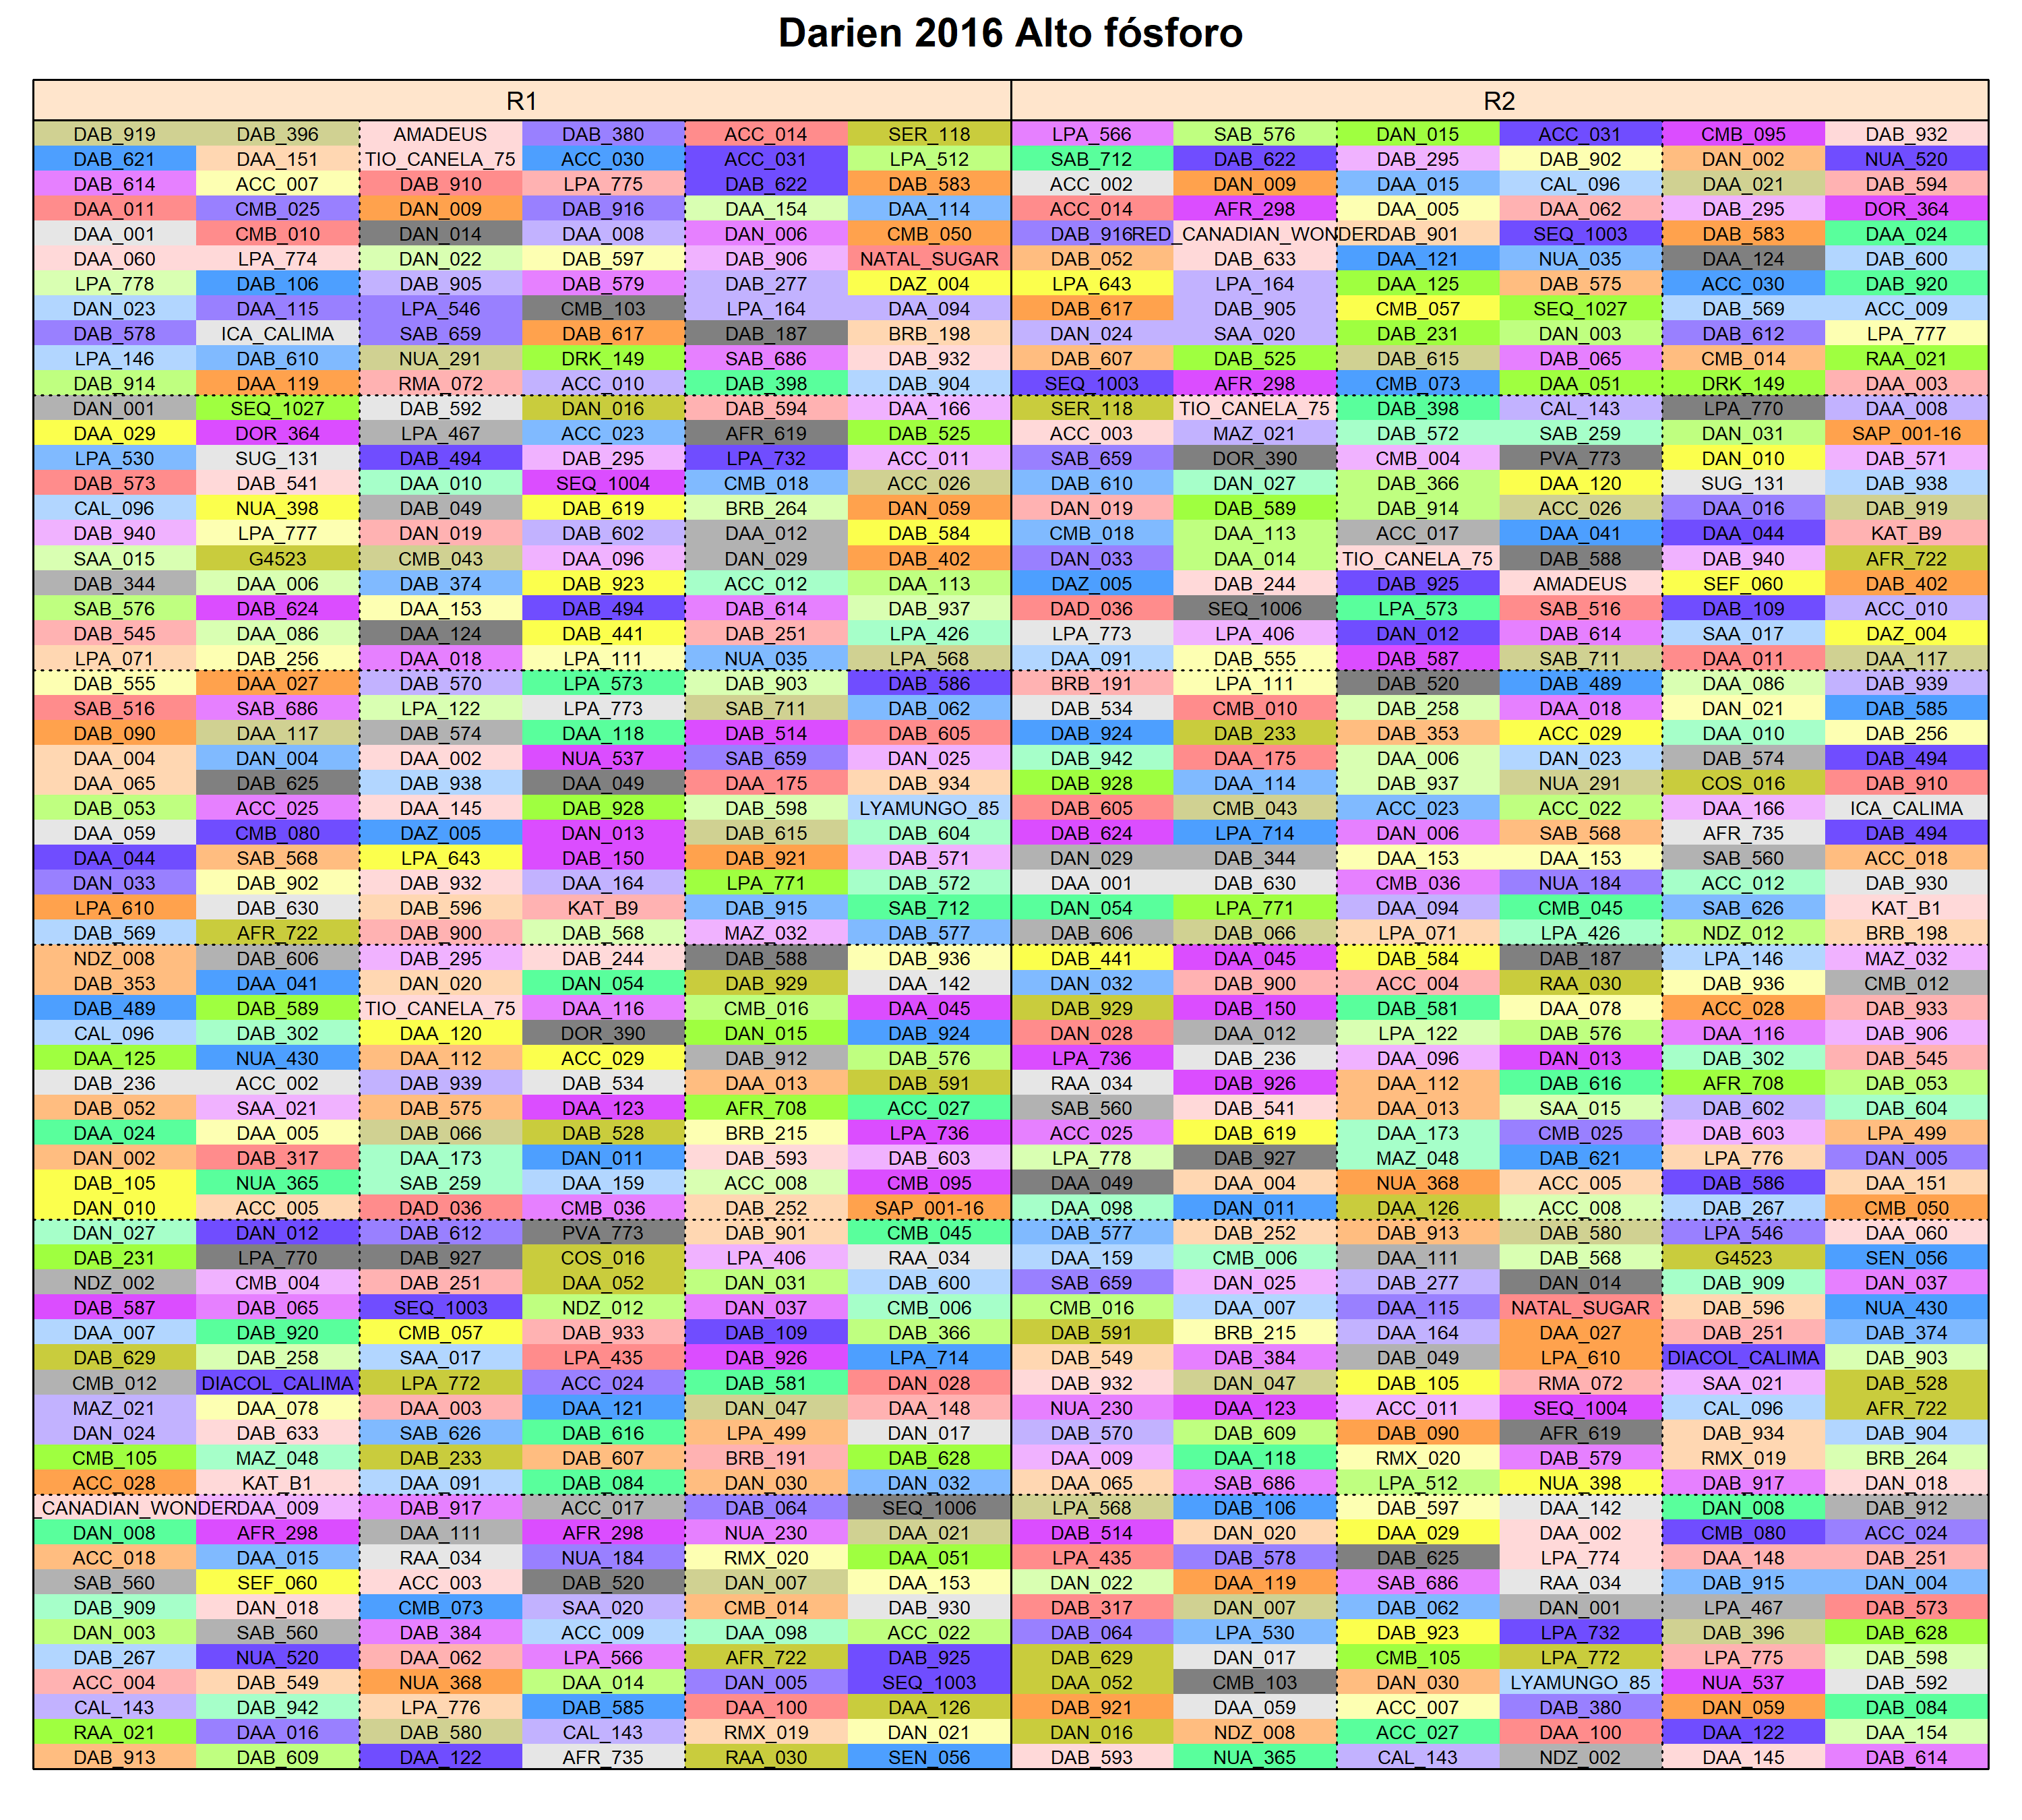 Darien 2016 Alto fósforo
R1 R2
DAB_919 DAB_396 AMADEUS DAB_380 ACC_014 SER_118 LPA_566 SAB_576 DAN_015 ACC_031 CMB_095 DAB_932
DAB_621 DAA_151 TIO_CANELA_75 ACC_030 ACC_031 LPA_512 SAB_712 DAB_622 DAB_295 DAB_902 DAN_002 NUA_520
DAB_614 ACC_007 DAB_910 LPA_775 DAB_622 DAB_583 ACC_002 DAN_009 DAA_015 CAL_096 DAA_021 DAB_594
DAA_011 CMB_025 DAN_009 DAB_916 DAA_154 DAA_114 ACC_014 AFR_298 DAA_005 DAA_062 DAB_295 DOR_364
DAA_001 CMB_010 DAN_014 DAA_008 DAN_006 CMB_050 DAB_916 RED_CANADIAN_WONDER DAB_901 SEQ_1003 DAB_583 DAA_024
DAA_060 LPA_774 DAN_022 DAB_597 DAB_906 NATAL_SUGAR DAB_052 DAB_633 DAA_121 NUA_035 DAA_124 DAB_600
LPA_778 DAB_106 DAB_905 DAB_579 DAB_277 DAZ_004 LPA_643 LPA_164 DAA_125 DAB_575 ACC_030 DAB_920
DAN_023 DAA_115 LPA_546 CMB_103 LPA_164 DAA_094 DAB_617 DAB_905 CMB_057 SEQ_1027 DAB_569 ACC_009
DAB_578 ICA_CALIMA SAB_659 DAB_617 DAB_187 BRB_198 DAN_024 SAA_020 DAB_231 DAN_003 DAB_612 LPA_777
LPA_146 DAB_610 NUA_291 DRK_149 SAB_686 DAB_932 DAB_607 DAB_525 DAB_615 DAB_065 CMB_014 RAA_021
DAB_914 DAA_119 RMA_072 ACC_010 DAB_398 DAB_904 SEQ_1003 AFR_298 CMB_073 DAA_051 DRK_149 DAA_003
DAN_001 SEQ_1027 DAB_592 DAN_016 DAB_594 DAA_166 SER_118 TIO_CANELA_75 DAB_398 CAL_143 LPA_770 DAA_008
DAA_029 DOR_364 LPA_467 ACC_023 AFR_619 DAB_525 ACC_003 MAZ_021 DAB_572 SAB_259 DAN_031 SAP_001-16
LPA_530 SUG_131 DAB_494 DAB_295 LPA_732 ACC_011 SAB_659 DOR_390 CMB_004 PVA_773 DAN_010 DAB_571
DAB_573 DAB_541 DAA_010 SEQ_1004 CMB_018 ACC_026 DAB_610 DAN_027 DAB_366 DAA_120 SUG_131 DAB_938
CAL_096 NUA_398 DAB_049 DAB_619 BRB_264 DAN_059 DAN_019 DAB_589 DAB_914 ACC_026 DAA_016 DAB_919
DAB_940 LPA_777 DAN_019 DAB_602 DAA_012 DAB_584 CMB_018 DAA_113 ACC_017 DAA_041 DAA_044 KAT_B9
SAA_015 G4523 CMB_043 DAA_096 DAN_029 DAB_402 DAN_033 DAA_014 TIO_CANELA_75 DAB_588 DAB_940 AFR_722
DAB_344 DAA_006 DAB_374 DAB_923 ACC_012 DAA_113 DAZ_005 DAB_244 DAB_925 AMADEUS SEF_060 DAB_402
SAB_576 DAB_624 DAA_153 DAB_494 DAB_614 DAB_937 DAD_036 SEQ_1006 LPA_573 SAB_516 DAB_109 ACC_010
DAB_545 DAA_086 DAA_124 DAB_441 DAB_251 LPA_426 LPA_773 LPA_406 DAN_012 DAB_614 SAA_017 DAZ_004
LPA_071 DAB_256 DAA_018 LPA_111 NUA_035 LPA_568 DAA_091 DAB_555 DAB_587 SAB_711 DAA_011 DAA_117
DAB_555 DAA_027 DAB_570 LPA_573 DAB_903 DAB_586 BRB_191 LPA_111 DAB_520 DAB_489 DAA_086 DAB_939
SAB_516 SAB_686 LPA_122 LPA_773 SAB_711 DAB_062 DAB_534 CMB_010 DAB_258 DAA_018 DAN_021 DAB_585
DAB_090 DAA_117 DAB_574 DAA_118 DAB_514 DAB_605 DAB_924 DAB_233 DAB_353 ACC_029 DAA_010 DAB_256
DAA_004 DAN_004 DAA_002 NUA_537 SAB_659 DAN_025 DAB_942 DAA_175 DAA_006 DAN_023 DAB_574 DAB_494
DAA_065 DAB_625 DAB_938 DAA_049 DAA_175 DAB_934 DAB_928 DAA_114 DAB_937 NUA_291 COS_016 DAB_910
DAB_053 ACC_025 DAA_145 DAB_928 DAB_598 LYAMUNGO_85 DAB_605 CMB_043 ACC_023 ACC_022 DAA_166 ICA_CALIMA
DAA_059 CMB_080 DAZ_005 DAN_013 DAB_615 DAB_604 DAB_624 LPA_714 DAN_006 SAB_568 AFR_735 DAB_494
DAA_044 SAB_568 LPA_643 DAB_150 DAB_921 DAB_571 DAN_029 DAB_344 DAA_153 DAA_153 SAB_560 ACC_018
DAN_033 DAB_902 DAB_932 DAA_164 LPA_771 DAB_572 DAA_001 DAB_630 CMB_036 NUA_184 ACC_012 DAB_930
LPA_610 DAB_630 DAB_596 KAT_B9 DAB_915 SAB_712 DAN_054 LPA_771 DAA_094 CMB_045 SAB_626 KAT_B1
DAB_569 AFR_722 DAB_900 DAB_568 MAZ_032 DAB_577 DAB_606 DAB_066 LPA_071 LPA_426 NDZ_012 BRB_198
NDZ_008 DAB_606 DAB_295 DAB_244 DAB_588 DAB_936 DAB_441 DAA_045 DAB_584 DAB_187 LPA_146 MAZ_032
DAB_353 DAA_041 DAN_020 DAN_054 DAB_929 DAA_142 DAN_032 DAB_900 ACC_004 RAA_030 DAB_936 CMB_012
DAB_489 DAB_589 TIO_CANELA_75 DAA_116 CMB_016 DAA_045 DAB_929 DAB_150 DAB_581 DAA_078 ACC_028 DAB_933
CAL_096 DAB_302 DAA_120 DOR_390 DAN_015 DAB_924 DAN_028 DAA_012 LPA_122 DAB_576 DAA_116 DAB_906
DAA_125 NUA_430 DAA_112 ACC_029 DAB_912 DAB_576 LPA_736 DAB_236 DAA_096 DAN_013 DAB_302 DAB_545
DAB_236 ACC_002 DAB_939 DAB_534 DAA_013 DAB_591 RAA_034 DAB_926 DAA_112 DAB_616 AFR_708 DAB_053
DAB_052 SAA_021 DAB_575 DAA_123 AFR_708 ACC_027 SAB_560 DAB_541 DAA_013 SAA_015 DAB_602 DAB_604
DAA_024 DAA_005 DAB_066 DAB_528 BRB_215 LPA_736 ACC_025 DAB_619 DAA_173 CMB_025 DAB_603 LPA_499
DAN_002 DAB_317 DAA_173 DAN_011 DAB_593 DAB_603 LPA_778 DAB_927 MAZ_048 DAB_621 LPA_776 DAN_005
DAB_105 NUA_365 SAB_259 DAA_159 ACC_008 CMB_095 DAA_049 DAA_004 NUA_368 ACC_005 DAB_586 DAA_151
DAN_010 ACC_005 DAD_036 CMB_036 DAB_252 SAP_001-16 DAA_098 DAN_011 DAA_126 ACC_008 DAB_267 CMB_050
DAN_027 DAN_012 DAB_612 PVA_773 DAB_901 CMB_045 DAB_577 DAB_252 DAB_913 DAB_580 LPA_546 DAA_060
DAB_231 LPA_770 DAB_927 COS_016 LPA_406 RAA_034 DAA_159 CMB_006 DAA_111 DAB_568 G4523 SEN_056
NDZ_002 CMB_004 DAB_251 DAA_052 DAN_031 DAB_600 SAB_659 DAN_025 DAB_277 DAN_014 DAB_909 DAN_037
DAB_587 DAB_065 SEQ_1003 NDZ_012 DAN_037 CMB_006 CMB_016 DAA_007 DAA_115 NATAL_SUGAR DAB_596 NUA_430
DAA_007 DAB_920 CMB_057 DAB_933 DAB_109 DAB_366 DAB_591 BRB_215 DAA_164 DAA_027 DAB_251 DAB_374
DAB_629 DAB_258 SAA_017 LPA_435 DAB_926 LPA_714 DAB_549 DAB_384 DAB_049 LPA_610 DIACOL_CALIMA DAB_903
CMB_012 DIACOL_CALIMA LPA_772 ACC_024 DAB_581 DAN_028 DAB_932 DAN_047 DAB_105 RMA_072 SAA_021 DAB_528
MAZ_021 DAA_078 DAA_003 DAA_121 DAN_047 DAA_148 NUA_230 DAA_123 ACC_011 SEQ_1004 CAL_096 AFR_722
DAN_024 DAB_633 SAB_626 DAB_616 LPA_499 DAN_017 DAB_570 DAB_609 DAB_090 AFR_619 DAB_934 DAB_904
CMB_105 MAZ_048 DAB_233 DAB_607 BRB_191 DAB_628 DAA_009 DAA_118 RMX_020 DAB_579 RMX_019 BRB_264
ACC_028 KAT_B1 DAA_091 DAB_084 DAN_030 DAN_032 DAA_065 SAB_686 LPA_512 NUA_398 DAB_917 DAN_018
_CANADIAN_WONDER DAA_009 DAB_917 ACC_017 DAB_064 SEQ_1006 LPA_568 DAB_106 DAB_597 DAA_142 DAN_008 DAB_912
DAN_008 AFR_298 DAA_111 AFR_298 NUA_230 DAA_021 DAB_514 DAN_020 DAA_029 DAA_002 CMB_080 ACC_024
ACC_018 DAA_015 RAA_034 NUA_184 RMX_020 DAA_051 LPA_435 DAB_578 DAB_625 LPA_774 DAA_148 DAB_251
SAB_560 SEF_060 ACC_003 DAB_520 DAN_007 DAA_153 DAN_022 DAA_119 SAB_686 RAA_034 DAB_915 DAN_004
DAB_909 DAN_018 CMB_073 SAA_020 CMB_014 DAB_930 DAB_317 DAN_007 DAB_062 DAN_001 LPA_467 DAB_573
DAN_003 SAB_560 DAB_384 ACC_009 DAA_098 ACC_022 DAB_064 LPA_530 DAB_923 LPA_732 DAB_396 DAB_628
DAB_267 NUA_520 DAA_062 LPA_566 AFR_722 DAB_925 DAB_629 DAN_017 CMB_105 LPA_772 LPA_775 DAB_598
ACC_004 DAB_549 NUA_368 DAA_014 DAN_005 SEQ_1003 DAA_052 CMB_103 DAN_030 LYAMUNGO_85 NUA_537 DAB_592
CAL_143 DAB_942 LPA_776 DAB_585 DAA_100 DAA_126 DAB_921 DAA_059 ACC_007 DAB_380 DAN_059 DAB_084
RAA_021 DAA_016 DAB_580 CAL_143 RMX_019 DAN_021 DAN_016 NDZ_008 ACC_027 DAA_100 DAA_122 DAA_154
DAB_913 DAB_609 DAA_122 AFR_735 RAA_030 SEN_056 DAB_593 NUA_365 CAL_143 NDZ_002 DAA_145 DAB_614